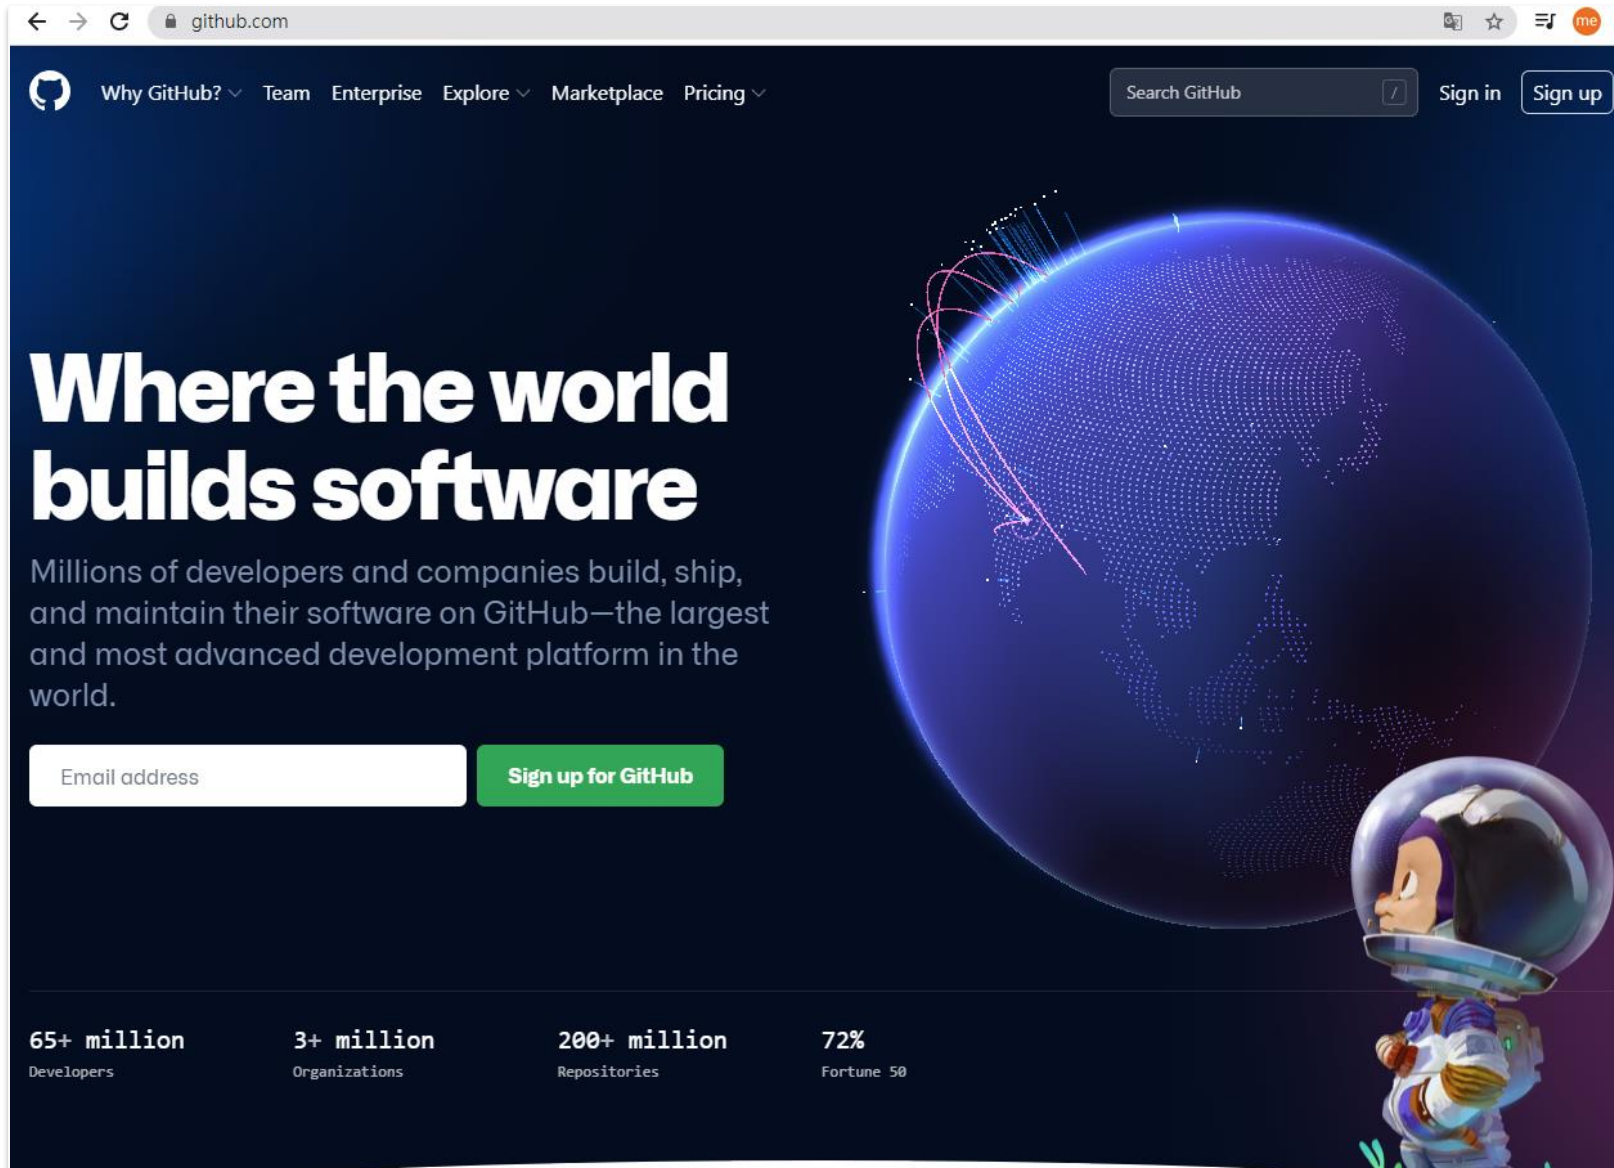 github.com
me
Why GitHub? Team Enterprise Explore Marketplace Pricing
Search GitHub /
Sign in
Sign up
Where the world
builds software
Millions of developers and companies build, ship,
and maintain their software on GitHub—the largest
and most advanced development platform in the
world.
Email address
Sign up for GitHub
65+ million
Developers
3+ million
Organizations
200+ million
Repositories
72%
Fortune 50